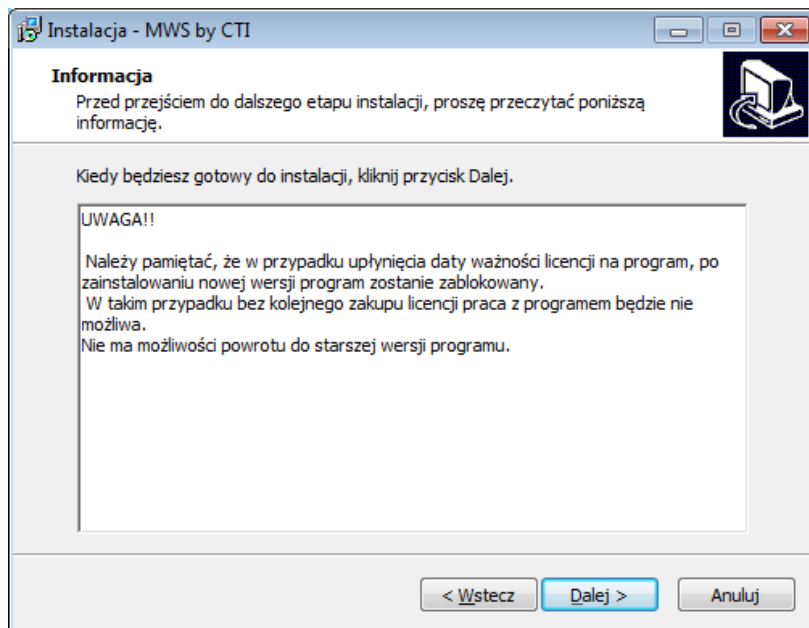 Instalacja - MWS by CTI
Informacja
Przed przejściem do dalszego etapu instalacji, proszę przeczytać poniższą
informację.
Kiedy będziesz gotowy do instalacji, kliknij przycisk Dalej.
UWAGA!!
Należy pamiętać, że w przypadku upłynięcia daty ważności licencji na program, po
zainstalowaniu nowej wersji program zostanie zablokowany.
W takim przypadku bez kolejnego zakupu licencji praca z programem będzie nie
możliwa.
Nie ma możliwości powrotu do starszej wersji programu.
< Wstecz Dalej > Anuluj